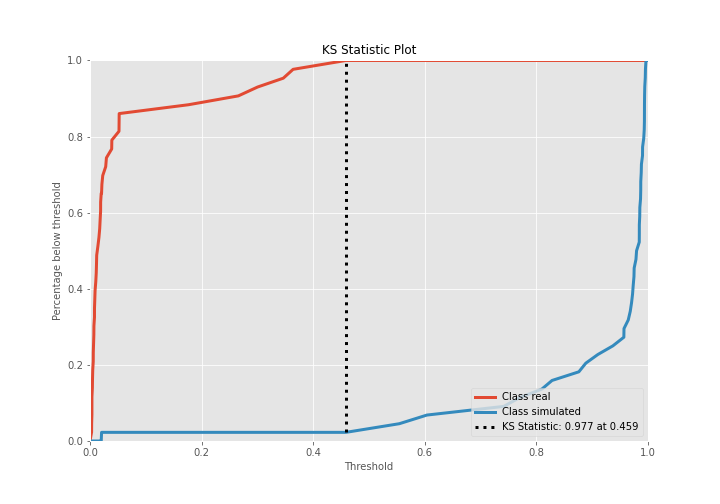 KS Statistic Plot
1.0
0.8
0.6
0.4
0.2
0.0
Percentage below threshold
0.0 0.2 0.4 0.6 0.8 1.0
Threshold
Class real
Class simulated
KS Statistic: 0.977 at 0.459